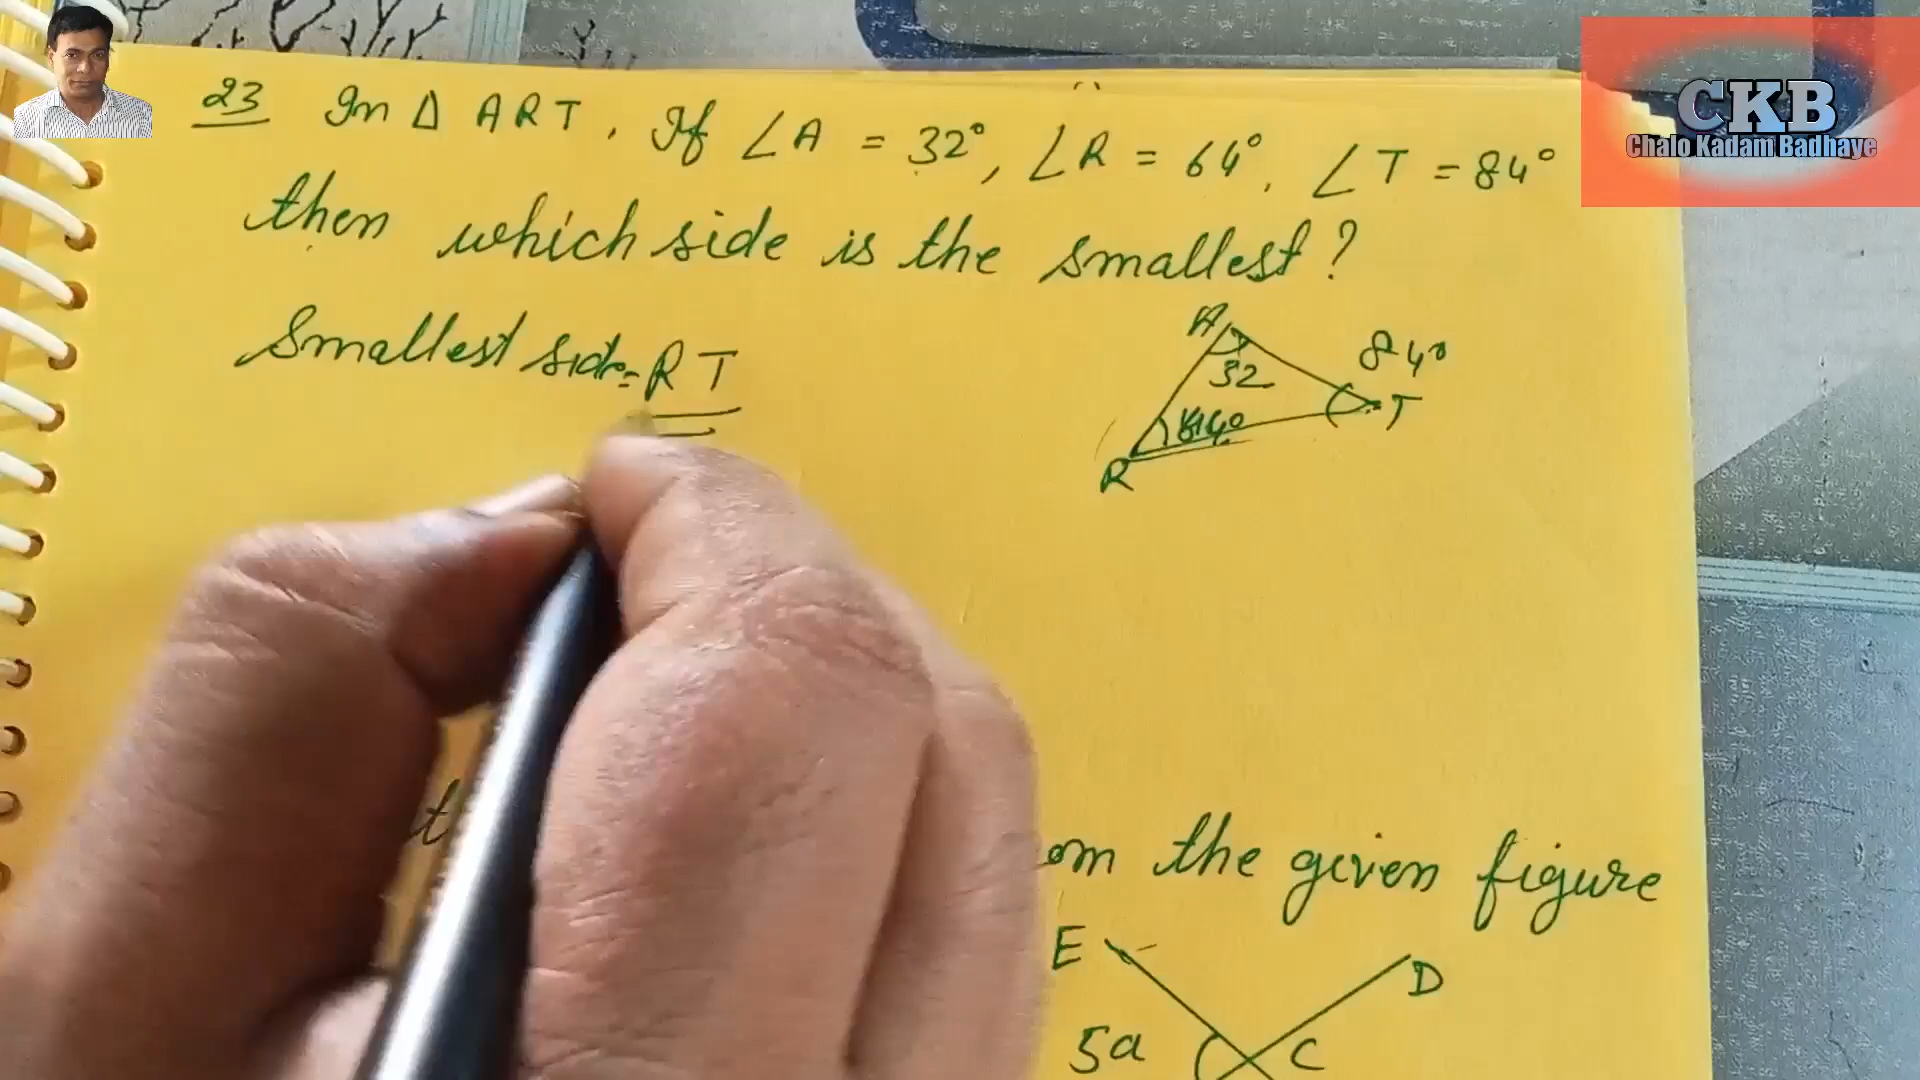 CKB
Chalo Kadam Badhaye
23 In Δ ART, If ∠A = 32°, ∠R = 64°, ∠T = 84°
then which side is the smallest?
Smallest side = RT
A
32
84°
T
64°
R
om the given figure
E
D
5a
C